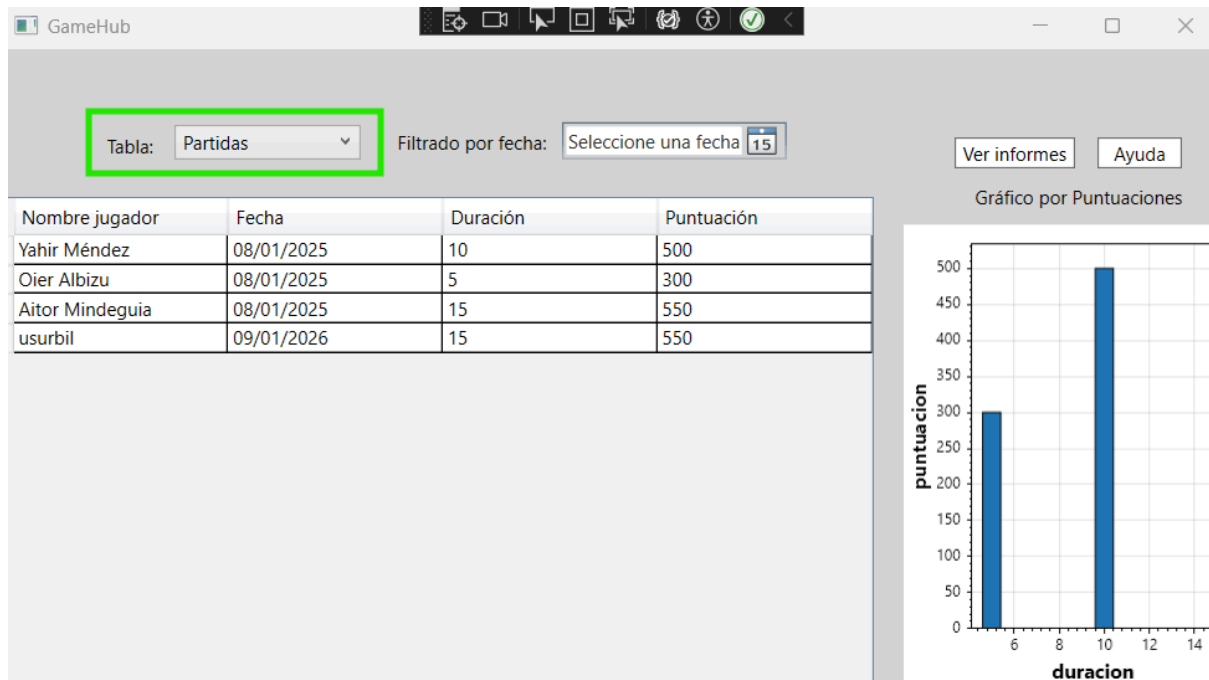 GameHub
Tabla: Partidas Filtrado por fecha: Seleccione una fecha 15
Ver informes Ayuda
Gráfico por Puntuaciones
Nombre jugador Fecha Duración Puntuación
Yahir Méndez 08/01/2025 10 500
Oier Albizu 08/01/2025 5 300
Aitor Mindeguia 08/01/2025 15 550
usurbil 09/01/2026 15 550
500
450
400
350
300
250
200
150
100
50
0
puntuacion
6 8 10 12 14
duracion